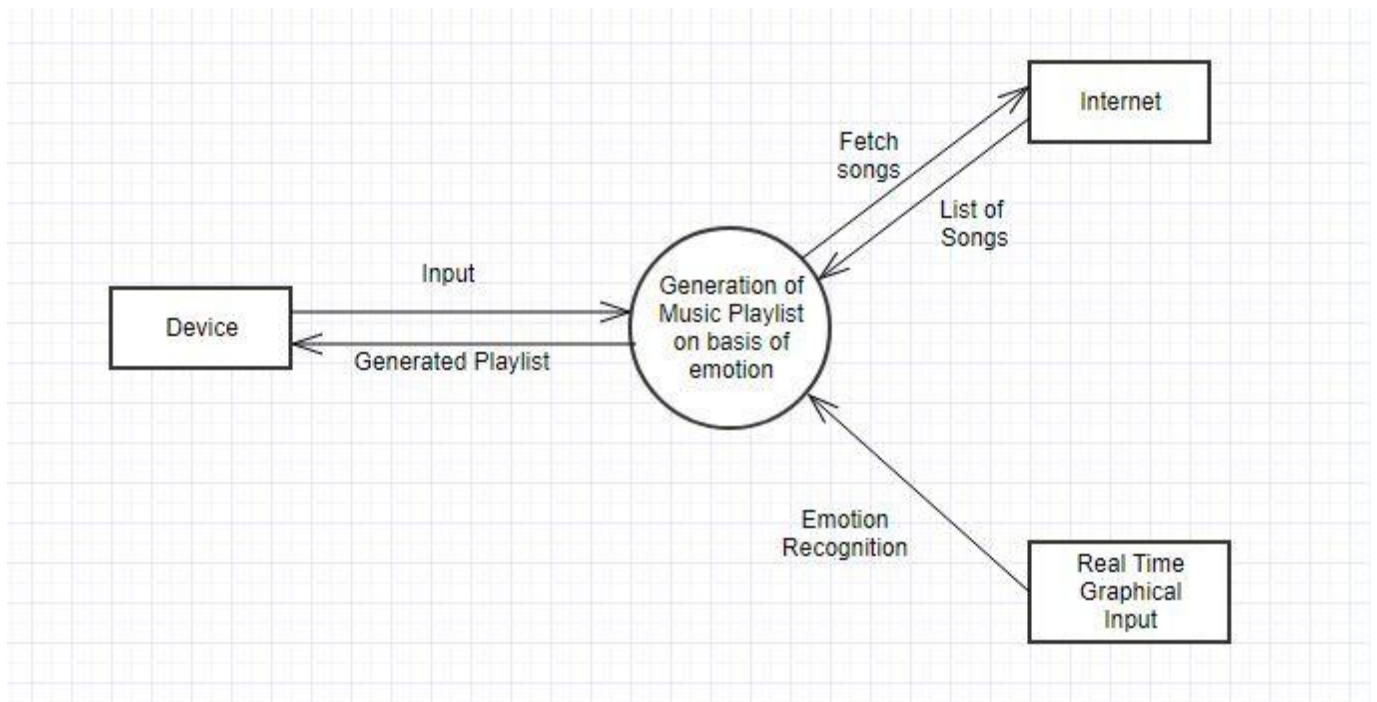 Internet
Fetch
songs
List of
Songs
Input
Device
Generated Playlist
Generation of
Music Playlist
on basis of
emotion
Emotion
Recognition
Real Time
Graphical
Input